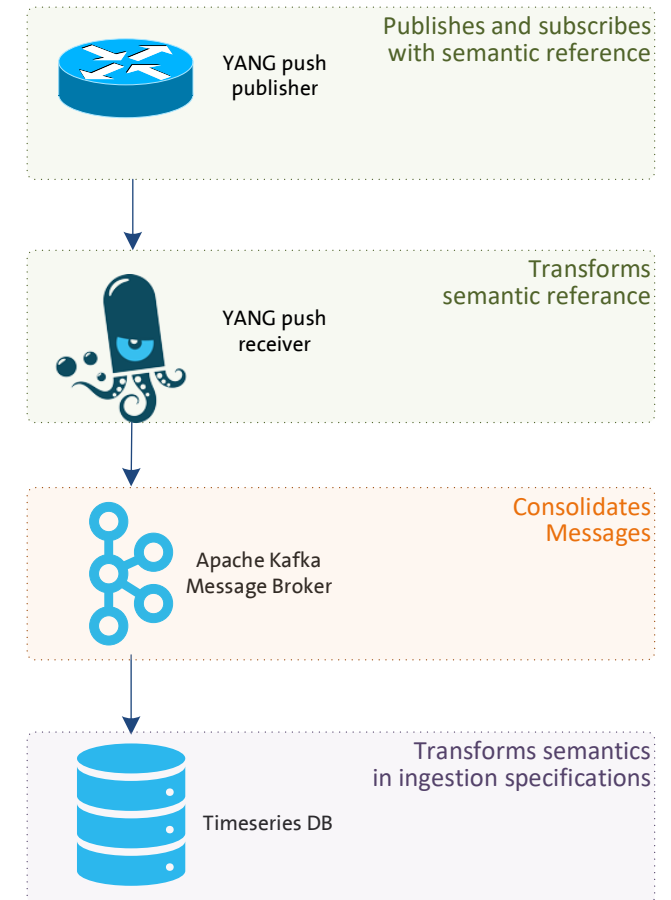 Publishes and subscribes
with semantic reference
YANG push
publisher
Transforms
semantic referance
YANG push
receiver
Consolidates
Messages
Apache Kafka
Message Broker
Transforms semantics
in ingestion specifications
Timeseries DB